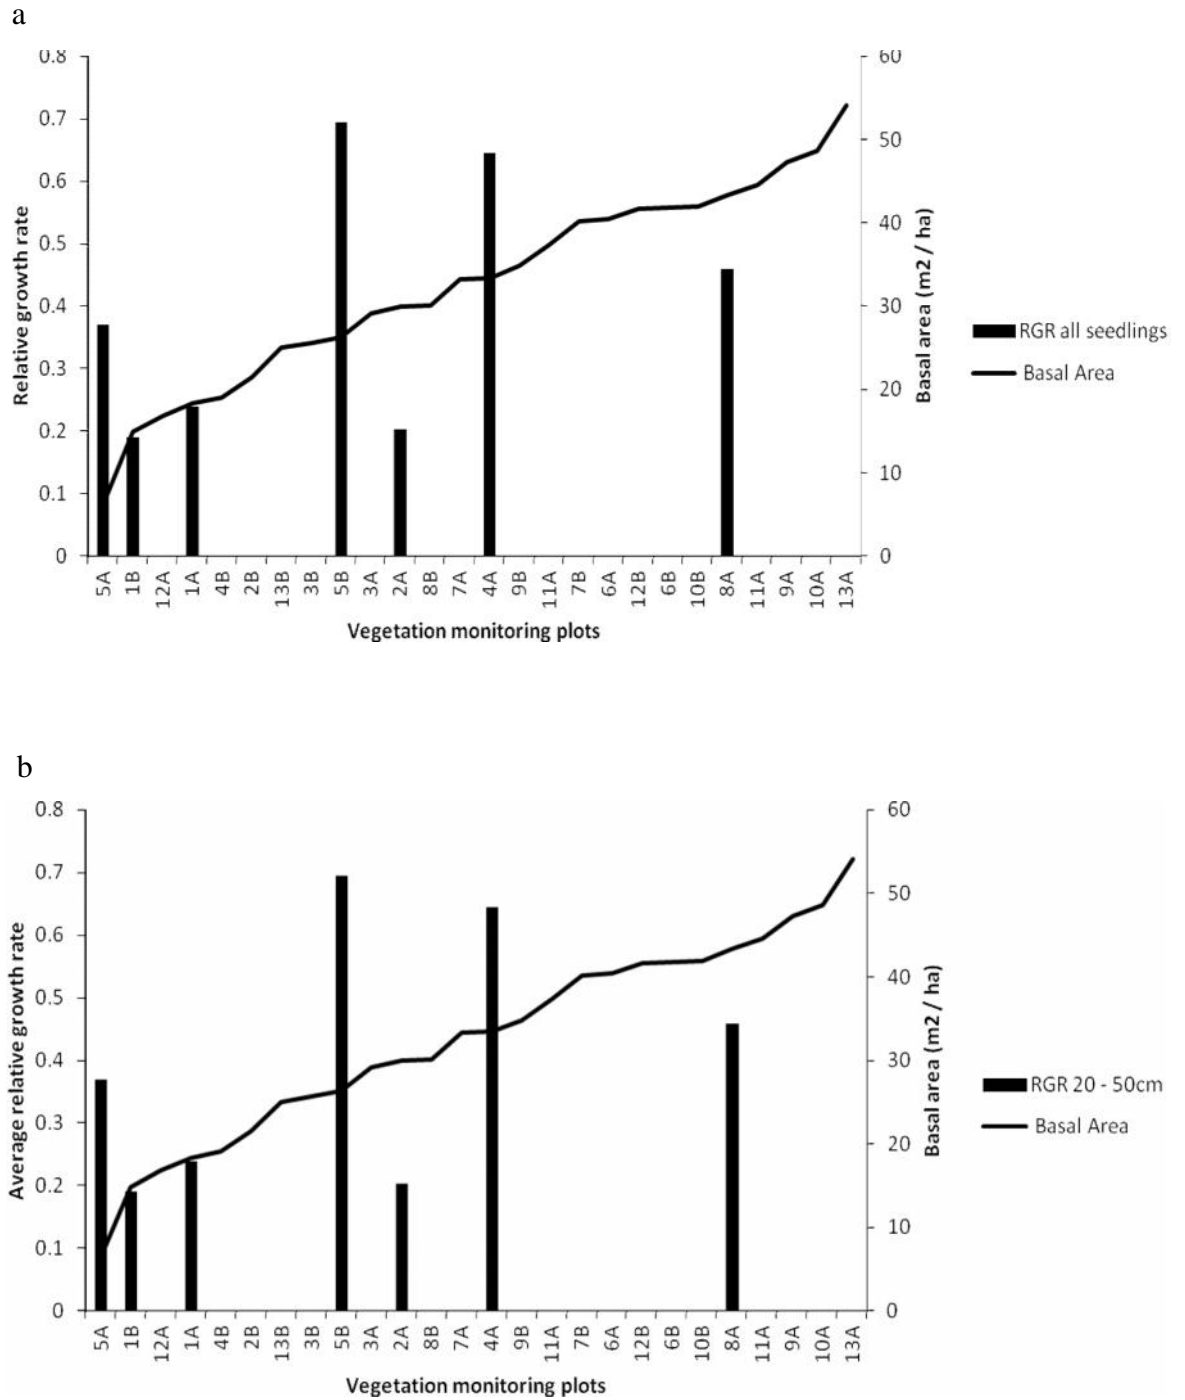 a
0.8
0.7
0.6
0.5
0.4
0.3
0.2
0.1
0
Relative growth rate
60
50
40
30
20
10
0
Basal area (m2 / ha)
RGR all seedlings
Basal Area
5A 1B 12A 1A 4B 2B 13B 3B 5B 3A 2A 8B 7A 4A 9B 11A 7B 6A 12B 6B 10B 8A 11A 9A 10A 13A
Vegetation monitoring plots
b
0.8
0.7
0.6
0.5
0.4
0.3
0.2
0.1
0
Average relative growth rate
60
50
40
30
20
10
0
Basal area (m2 / ha)
RGR 20 - 50cm
Basal Area
5A 1B 12A 1A 4B 2B 13B 3B 5B 3A 2A 8B 7A 4A 9B 11A 7B 6A 12B 6B 10B 8A 11A 9A 10A 13A
Vegetation monitoring plots